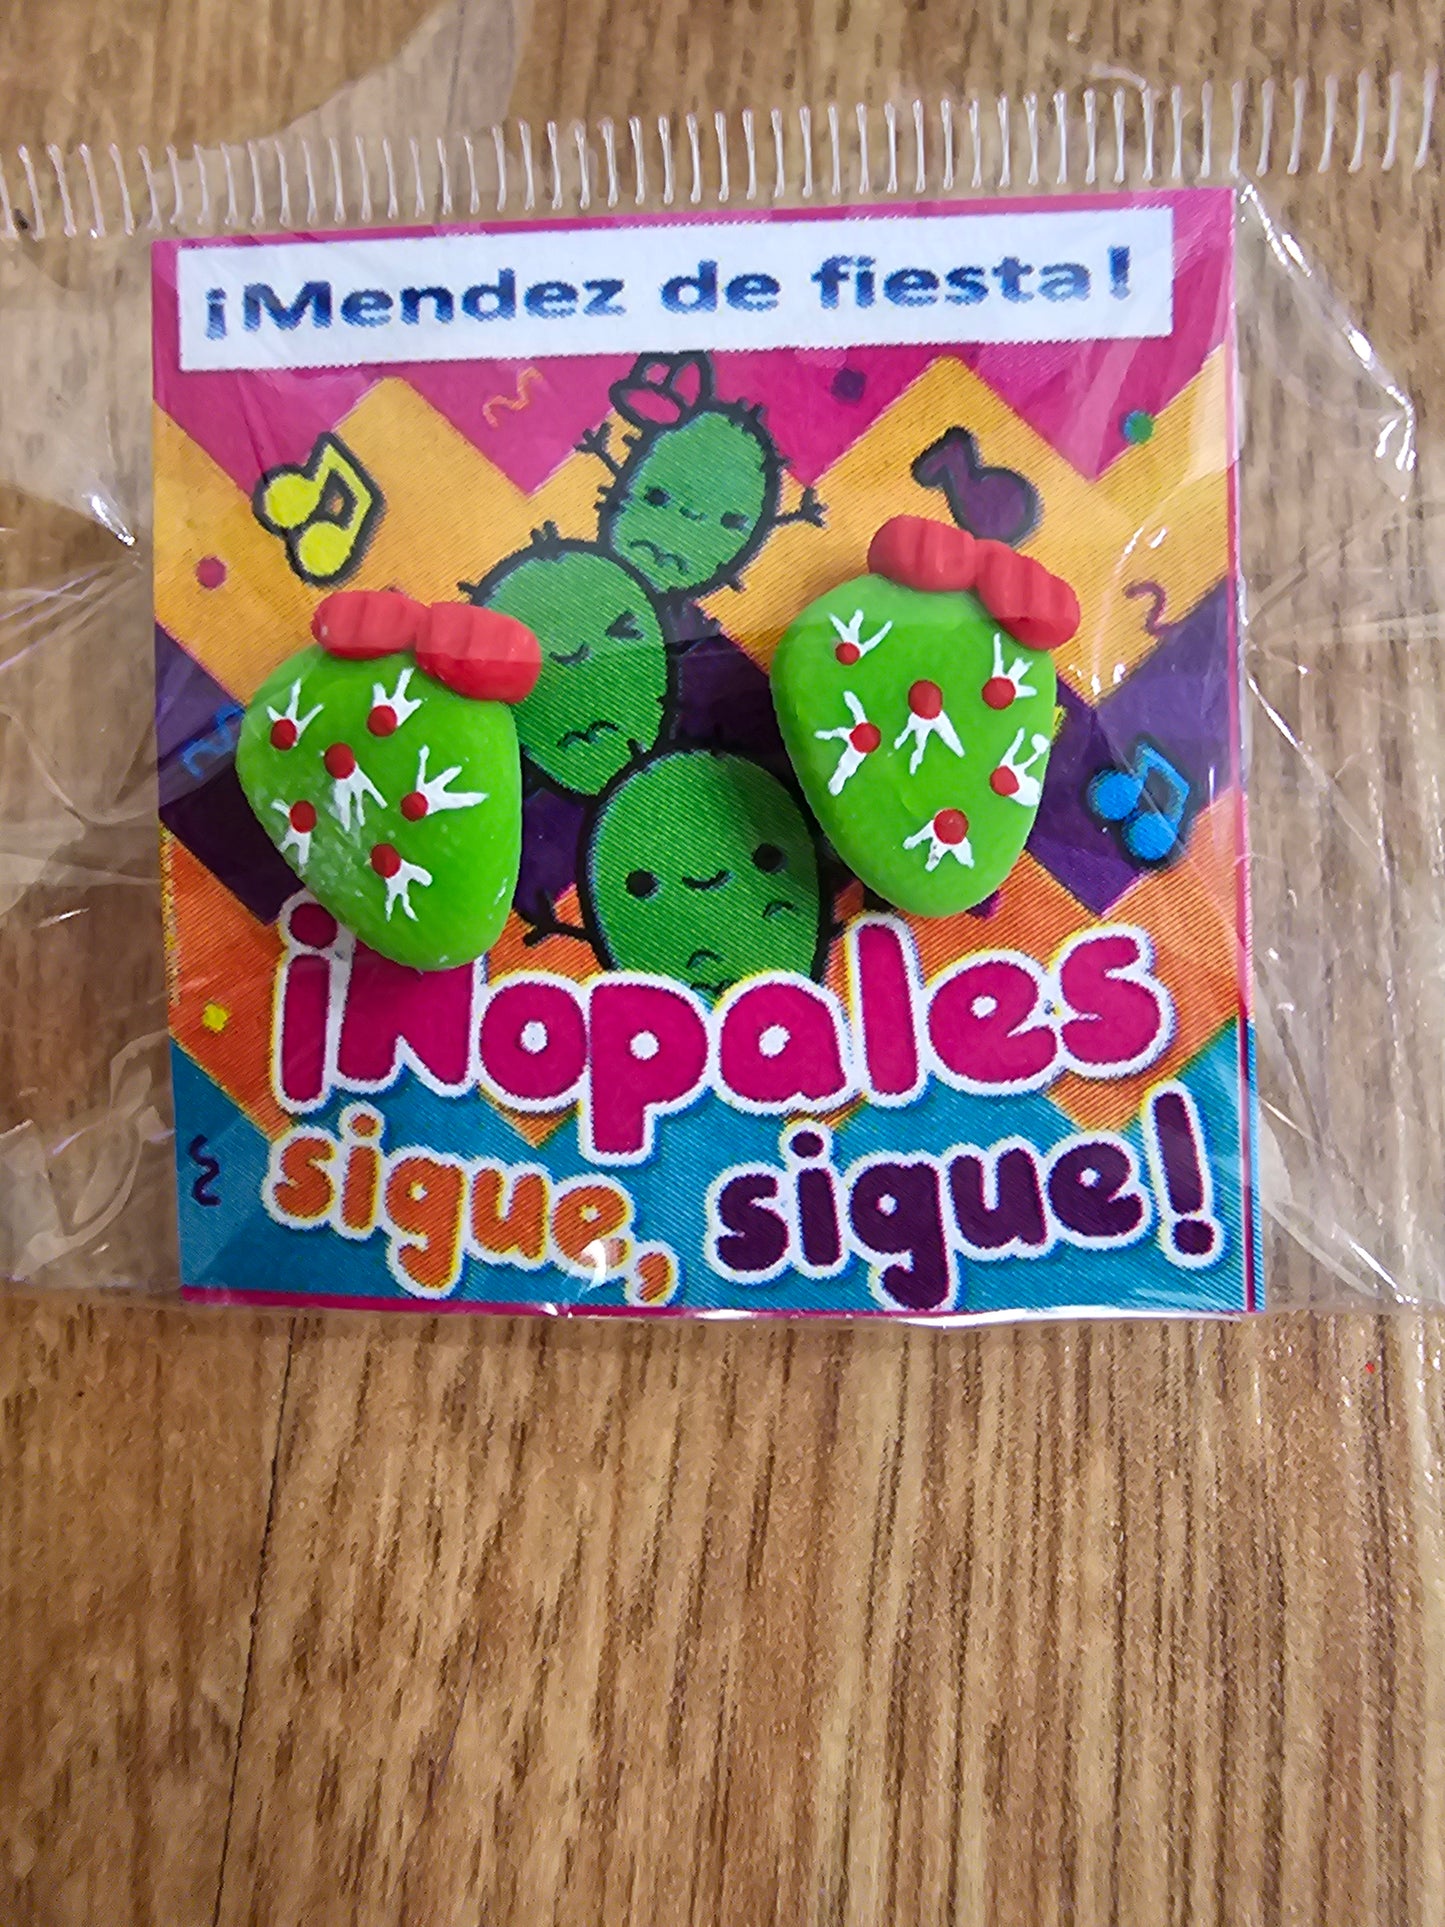 ¡Mendez de fiesta!
¡Nopales
sigue, sigue!